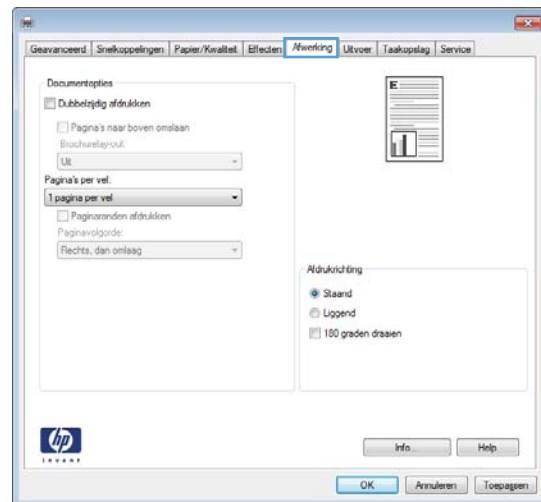 Geavanceerd Snelkoppelingen Papier/Kwaliteit Effecten Afwerking Uitvoer Taakopslag Service
Documentopties
Dubbelzijdig afdrukken
Pagina's naar boven omslaan
Brochurelay-out:
Uit
Pagina's per vel:
1 pagina per vel
Paginaranden afdrukken
Paginavolgorde:
Rechts, dan omlaag
E
Afdrukrichting
Staand
Liggend
180 graden draaien
hp
invent
Info... Help
OK Annuleren Toepassen